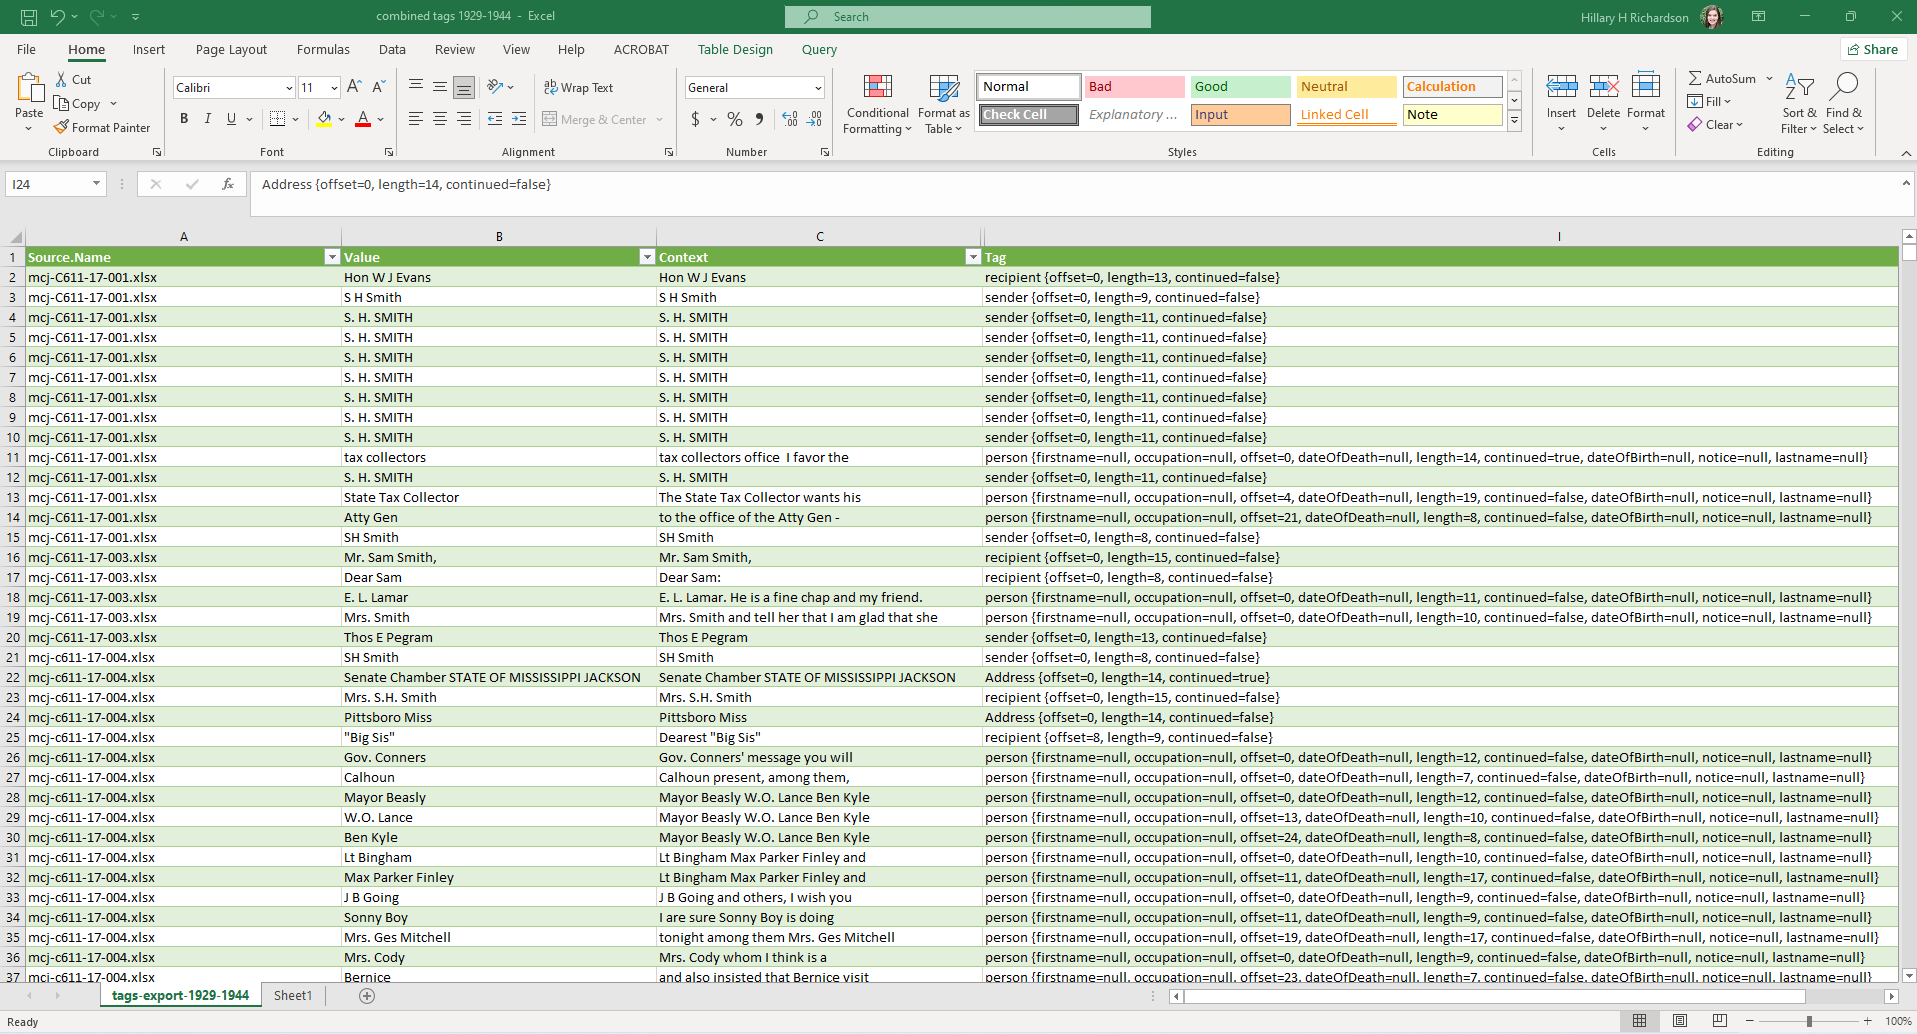 combined tags 1929-1944 - Excel
Search
Hillary H Richardson
File Home Insert Page Layout Formulas Data Review View Help ACROBAT Table Design Query Share
Paste Cut Copy Format Painter Clipboard
Calibri 11 A A B I U A Font
Wrap Text Merge & Center Alignment
General $ % Number
Conditional Formatting Format as Table
Normal Bad Good Neutral Calculation
Check Cell Explanatory ... Input Linked Cell Note
Styles
Insert Delete Format Cells
AutoSum Fill Clear Sort & Filter Find & Select Editing
I24 fx Address {offset=0, length=14, continued=false}
A B C I
1 Source.Name Value Context Tag
2 mcj-C611-17-001.xlsx Hon W J Evans Hon W J Evans recipient {offset=0, length=13, continued=false}
3 mcj-C611-17-001.xlsx S H Smith S H Smith sender {offset=0, length=9, continued=false}
4 mcj-C611-17-001.xlsx S. H. SMITH S. H. SMITH sender {offset=0, length=11, continued=false}
5 mcj-C611-17-001.xlsx S. H. SMITH S. H. SMITH sender {offset=0, length=11, continued=false}
6 mcj-C611-17-001.xlsx S. H. SMITH S. H. SMITH sender {offset=0, length=11, continued=false}
7 mcj-C611-17-001.xlsx S. H. SMITH S. H. SMITH sender {offset=0, length=11, continued=false}
8 mcj-C611-17-001.xlsx S. H. SMITH S. H. SMITH sender {offset=0, length=11, continued=false}
9 mcj-C611-17-001.xlsx S. H. SMITH S. H. SMITH sender {offset=0, length=11, continued=false}
10 mcj-C611-17-001.xlsx S. H. SMITH S. H. SMITH sender {offset=0, length=11, continued=false}
11 mcj-C611-17-001.xlsx tax collectors tax collectors office I favor the person {firstname=null, occupation=null, offset=0, dateOfDeath=null, length=14, continued=true, dateOfBirth=null, notice=null, lastname=null}
12 mcj-C611-17-001.xlsx S. H. SMITH S. H. SMITH sender {offset=0, length=11, continued=false}
13 mcj-C611-17-001.xlsx State Tax Collector The State Tax Collector wants his person {firstname=null, occupation=null, offset=4, dateOfDeath=null, length=19, continued=false, dateOfBirth=null, notice=null, lastname=null}
14 mcj-C611-17-001.xlsx Atty Gen to the office of the Atty Gen - person {firstname=null, occupation=null, offset=21, dateOfDeath=null, length=8, continued=false, dateOfBirth=null, notice=null, lastname=null}
15 mcj-C611-17-001.xlsx SH Smith SH Smith sender {offset=0, length=8, continued=false}
16 mcj-C611-17-003.xlsx Mr. Sam Smith, Mr. Sam Smith, recipient {offset=0, length=15, continued=false}
17 mcj-C611-17-003.xlsx Dear Sam Dear Sam: recipient {offset=0, length=8, continued=false}
18 mcj-C611-17-003.xlsx E. L. Lamar E. L. Lamar. He is a fine chap and my friend. person {firstname=null, occupation=null, offset=0, dateOfDeath=null, length=11, continued=false, dateOfBirth=null, notice=null, lastname=null}
19 mcj-C611-17-003.xlsx Mrs. Smith Mrs. Smith and tell her that I am glad that she person {firstname=null, occupation=null, offset=0, dateOfDeath=null, length=10, continued=false, dateOfBirth=null, notice=null, lastname=null}
20 mcj-C611-17-003.xlsx Thos E Pegram Thos E Pegram sender {offset=0, length=13, continued=false}
21 mcj-c611-17-004.xlsx SH Smith SH Smith sender {offset=0, length=8, continued=false}
22 mcj-c611-17-004.xlsx Senate Chamber STATE OF MISSISSIPPI JACKSON Senate Chamber STATE OF MISSISSIPPI JACKSON Address {offset=0, length=14, continued=true}
23 mcj-c611-17-004.xlsx Mrs. S.H. Smith Mrs. S.H. Smith recipient {offset=0, length=15, continued=false}
24 mcj-c611-17-004.xlsx Pittsboro Miss Pittsboro Miss Address {offset=0, length=14, continued=false}
25 mcj-c611-17-004.xlsx "Big Sis" Dearest "Big Sis" recipient {offset=8, length=9, continued=false}
26 mcj-c611-17-004.xlsx Gov. Conners Gov. Conners' message you will person {firstname=null, occupation=null, offset=0, dateOfDeath=null, length=12, continued=false, dateOfBirth=null, notice=null, lastname=null}
27 mcj-c611-17-004.xlsx Calhoun Calhoun present, among them, person {firstname=null, occupation=null, offset=0, dateOfDeath=null, length=7, continued=false, dateOfBirth=null, notice=null, lastname=null}
28 mcj-c611-17-004.xlsx Mayor Beasly Mayor Beasly W.O. Lance Ben Kyle person {firstname=null, occupation=null, offset=0, dateOfDeath=null, length=12, continued=false, dateOfBirth=null, notice=null, lastname=null}
29 mcj-c611-17-004.xlsx W.O. Lance Mayor Beasly W.O. Lance Ben Kyle person {firstname=null, occupation=null, offset=13, dateOfDeath=null, length=10, continued=false, dateOfBirth=null, notice=null, lastname=null}
30 mcj-c611-17-004.xlsx Ben Kyle Mayor Beasly W.O. Lance Ben Kyle person {firstname=null, occupation=null, offset=24, dateOfDeath=null, length=8, continued=false, dateOfBirth=null, notice=null, lastname=null}
31 mcj-c611-17-004.xlsx Lt Bingham Lt Bingham Max Parker Finley and person {firstname=null, occupation=null, offset=0, dateOfDeath=null, length=10, continued=false, dateOfBirth=null, notice=null, lastname=null}
32 mcj-c611-17-004.xlsx Max Parker Finley Lt Bingham Max Parker Finley and person {firstname=null, occupation=null, offset=11, dateOfDeath=null, length=17, continued=false, dateOfBirth=null, notice=null, lastname=null}
33 mcj-c611-17-004.xlsx J B Going J B Going and others, I wish you person {firstname=null, occupation=null, offset=0, dateOfDeath=null, length=9, continued=false, dateOfBirth=null, notice=null, lastname=null}
34 mcj-c611-17-004.xlsx Sonny Boy I are sure Sonny Boy is doing person {firstname=null, occupation=null, offset=11, dateOfDeath=null, length=9, continued=false, dateOfBirth=null, notice=null, lastname=null}
35 mcj-c611-17-004.xlsx Mrs. Ges Mitchell tonight among them Mrs. Ges Mitchell person {firstname=null, occupation=null, offset=19, dateOfDeath=null, length=17, continued=false, dateOfBirth=null, notice=null, lastname=null}
36 mcj-c611-17-004.xlsx Mrs. Cody Mrs. Cody whom I think is a person {firstname=null, occupation=null, offset=0, dateOfDeath=null, length=9, continued=false, dateOfBirth=null, notice=null, lastname=null}
37 mcj-c611-17-004.xlsx Bernice and also insisted that Bernice visit person {firstname=null, occupation=null, offset=23, dateOfDeath=null, length=7, continued=false, dateOfBirth=null, notice=null, lastname=null}
tags-export-1929-1944 Sheet1
Ready 100%